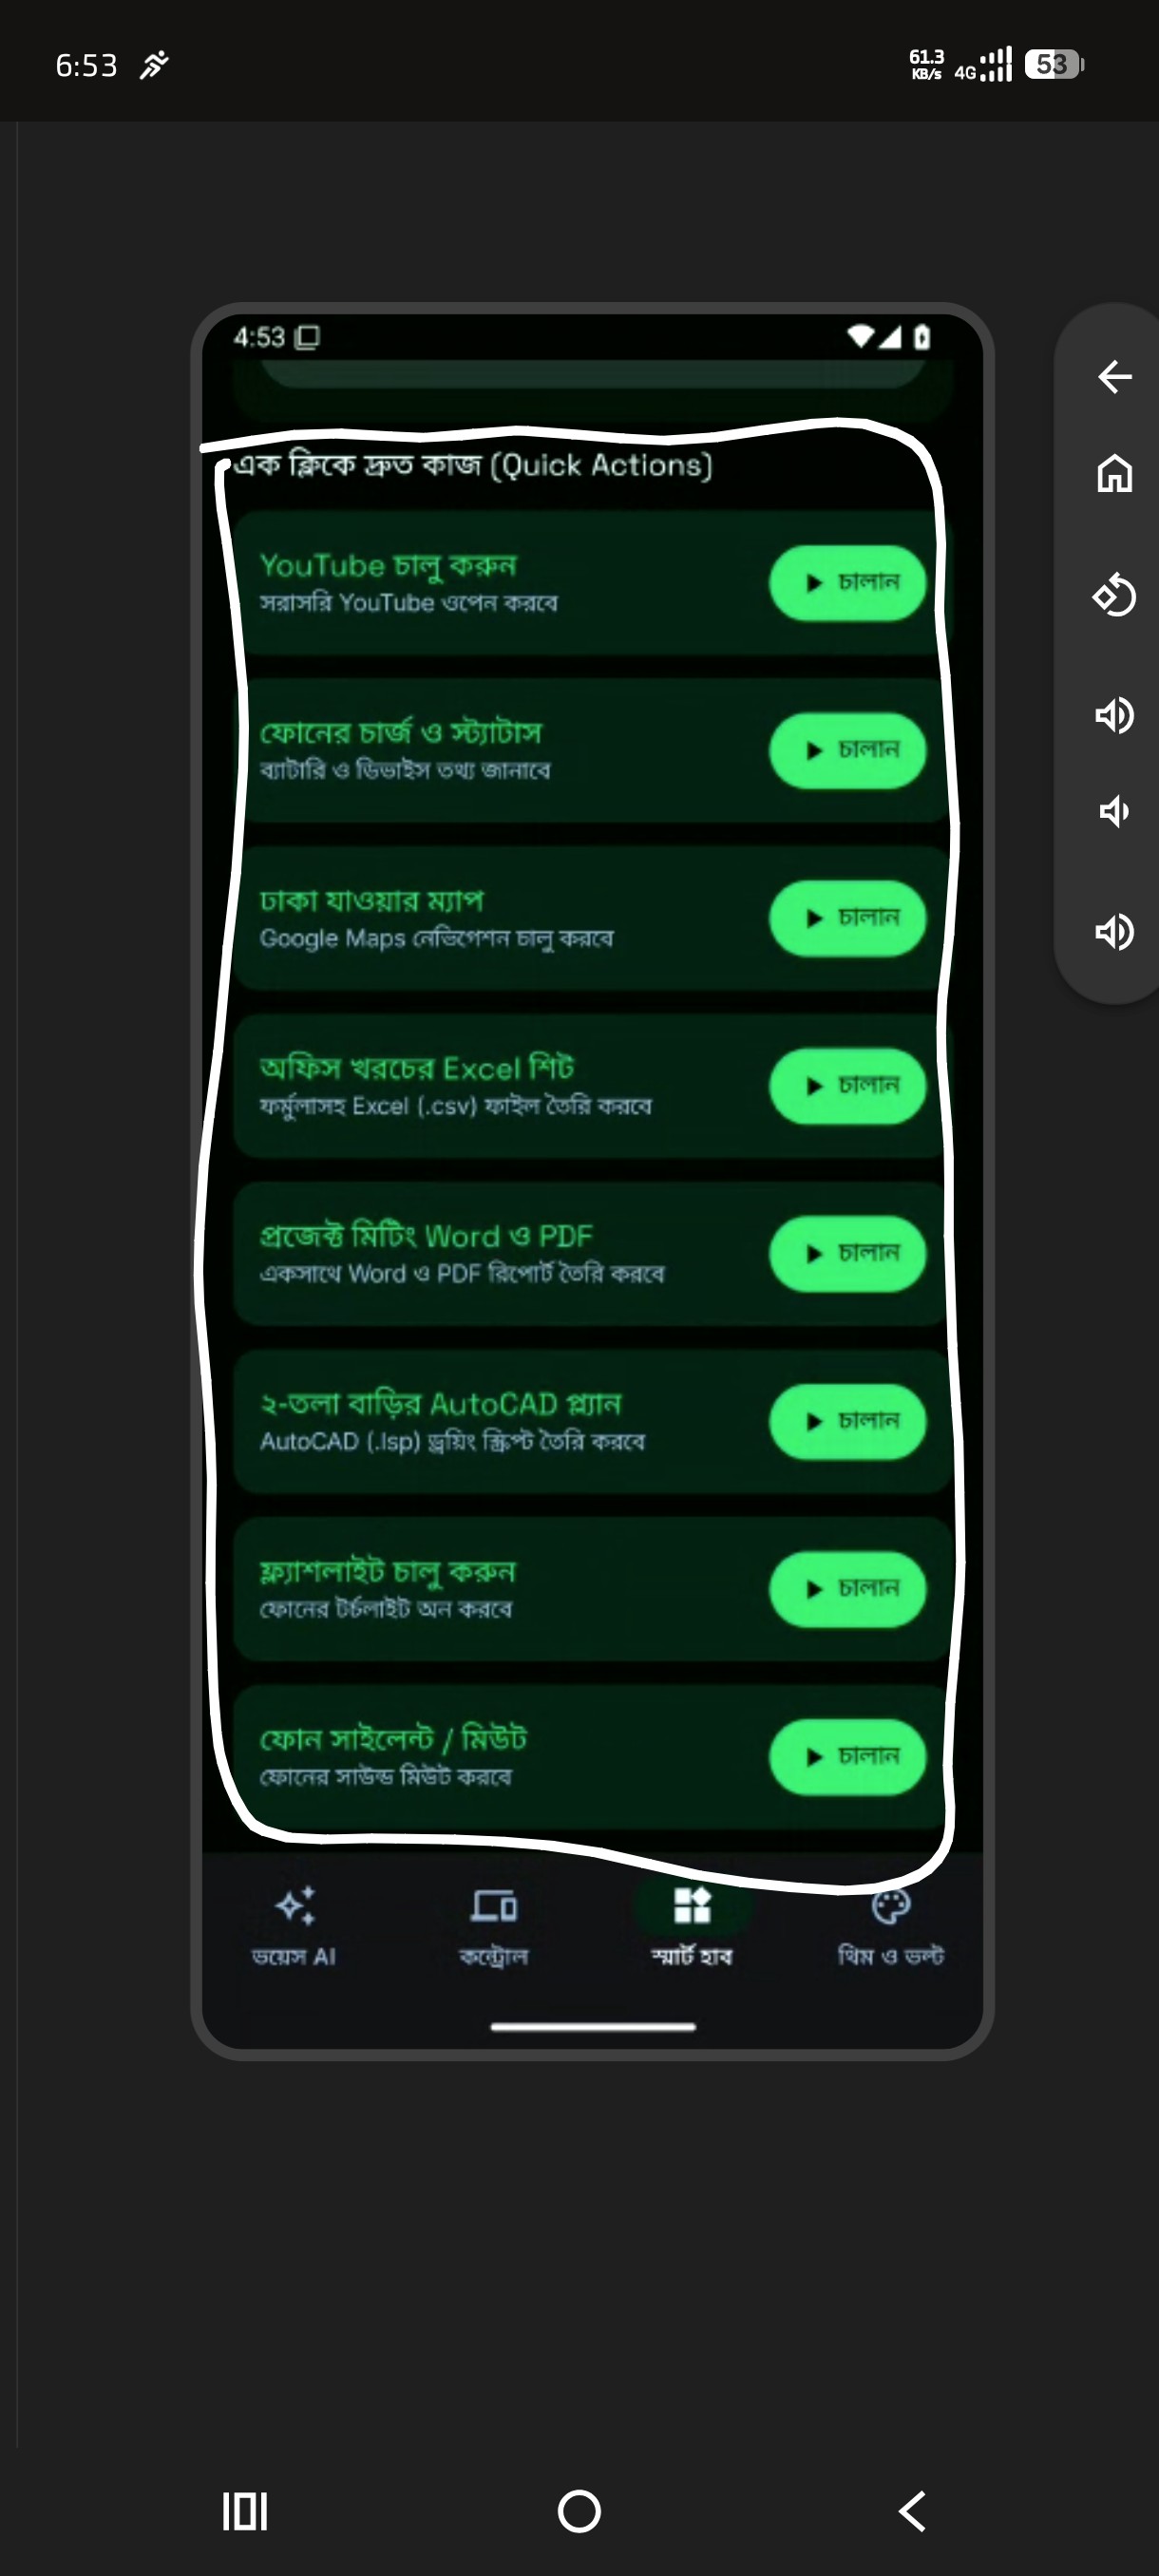 6:53
61.3
KB/s
4G
53
4:53
এক ক্লিকে দ্রুত কাজ (Quick Actions)
YouTube চালু করুন
সরাসরি YouTube ওপেন করবে
চালান
ফোনের চার্জ ও স্ট্যাটাস
ব্যাটারি ও ডিভাইস তথ্য জানাবে
চালান
ঢাকা যাওয়ার ম্যাপ
Google Maps নেভিগেশন চালু করবে
চালান
অফিস খরচের Excel শিট
ফর্মুলাসহ Excel (.csv) ফাইল তৈরি করবে
চালান
প্রজেক্ট মিটিং Word ও PDF
একসাথে Word ও PDF রিপোর্ট তৈরি করবে
চালান
২-তলা বাড়ির AutoCAD প্ল্যান
AutoCAD (.lsp) ড্রয়িং স্ক্রিপ্ট তৈরি করবে
চালান
ফ্ল্যাশলাইট চালু করুন
ফোনের টর্চলাইট অন করবে
চালান
ফোন সাইলেন্ট / মিউট
ফোনের সাউন্ড মিউট করবে
চালান
ভয়েস AI
কন্ট্রোল
স্মার্ট হাব
থিম ও ভল্ট